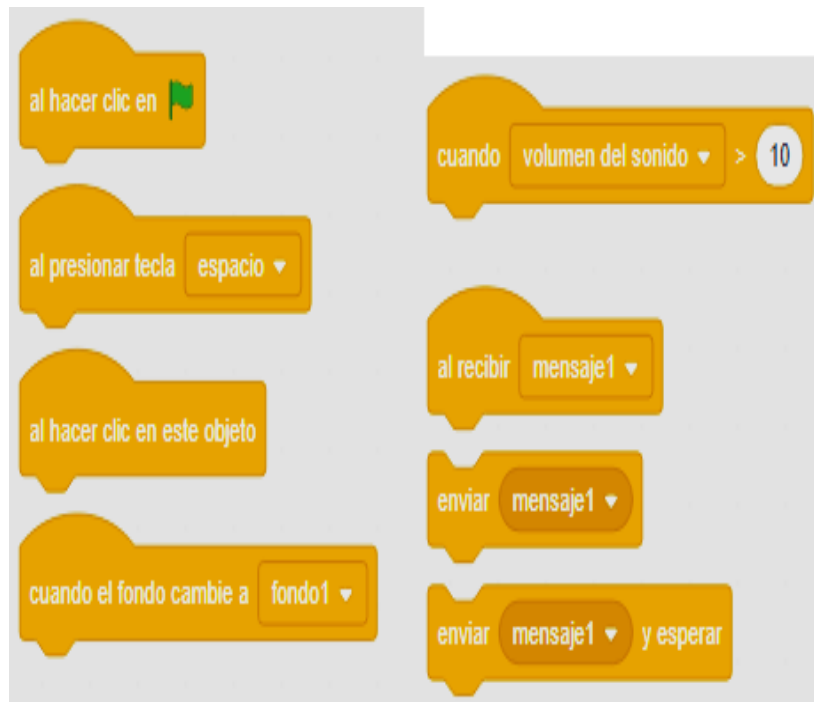 al hacer clic en
al presionar tecla espacio
al hacer clic en este objeto
cuando el fondo cambie a fondo1
cuando volumen del sonido > 10
al recibir mensaje1
enviar mensaje1
enviar mensaje1 y esperar